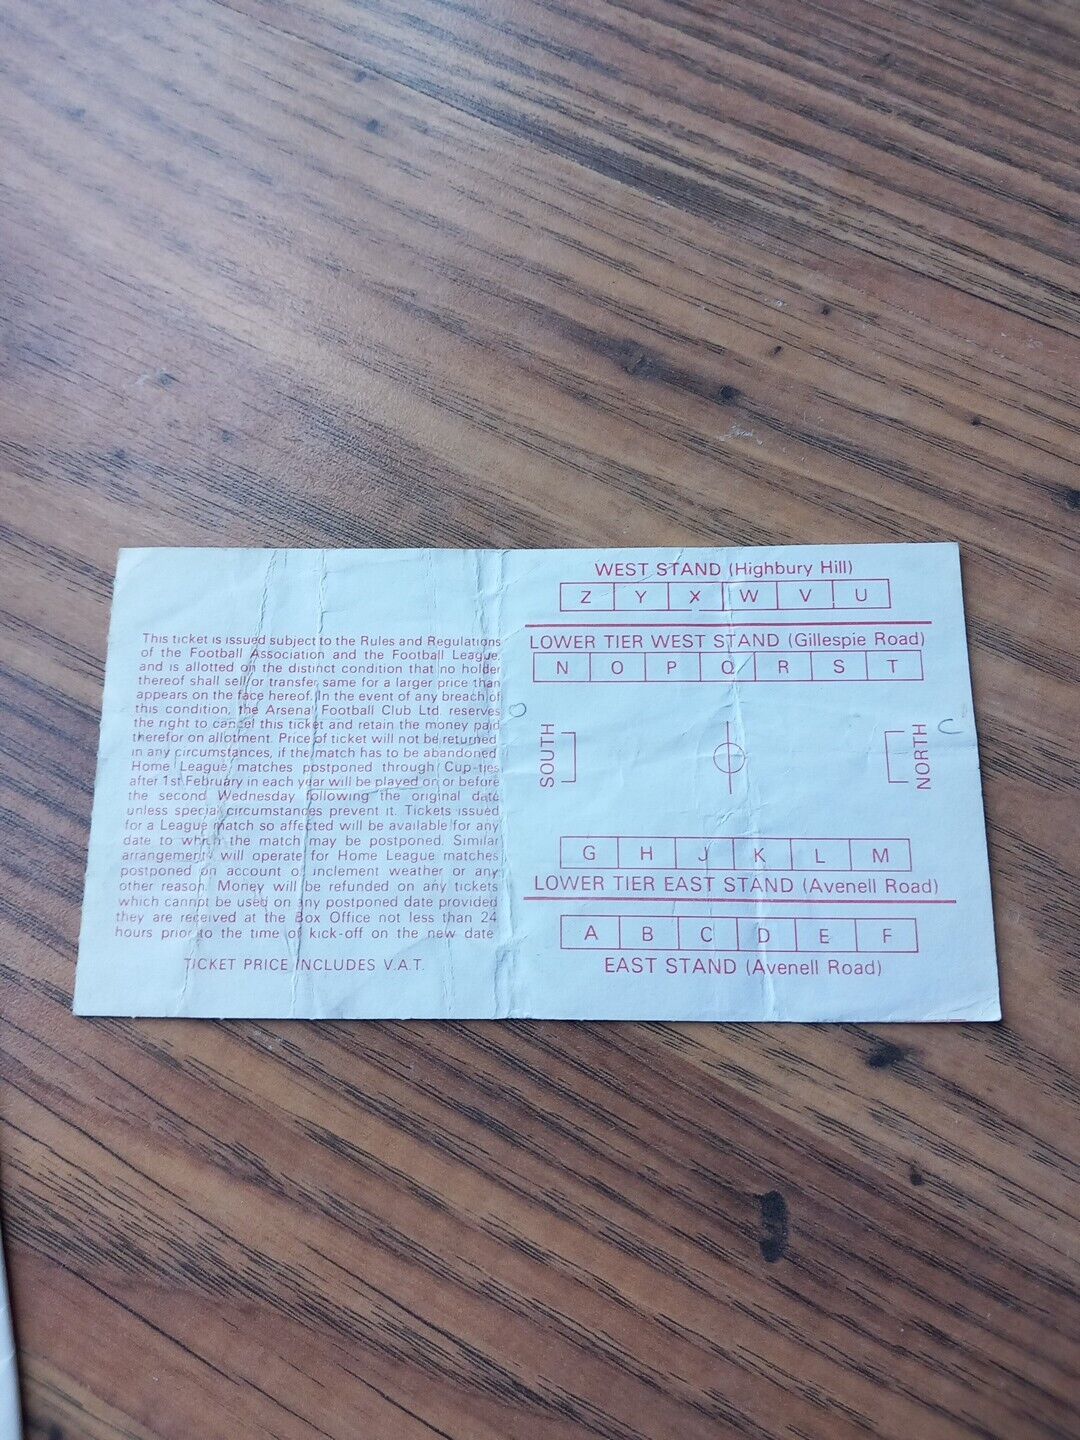 This ticket is issued subject to the Rules and Regulations
of the Football Association and the Football League,
and is allotted on the distinct condition that no holder
thereof shall sell or transfer same for a larger price than
appears on the face hereof. In the event of any breach of
this condition, the Arsenal Football Club Ltd. reserves
the right to cancel this ticket and retain the money paid
therefor on allotment. Price of ticket will not be returned
in any circumstances, if the match has to be abandoned
Home League matches postponed through Cup-ties
after 1st February in each year will be played on or before
the second Wednesday following the original date
unless special circumstances prevent it. Tickets issued
for a League match so affected will be available for any
date to which the match may be postponed. Similar
arrangements will operate for Home League matches
postponed on account of inclement weather or any
other reason. Money will be refunded on any tickets
which cannot be used on any postponed date provided
they are received at the Box Office not less than 24
hours prior to the time of kick-off on the new date
TICKET PRICE INCLUDES V.A.T.
WEST STAND (Highbury Hill)
Z Y X W V U
LOWER TIER WEST STAND (Gillespie Road)
N O P Q R S T
SOUTH
NORTH
C
G H J K L M
LOWER TIER EAST STAND (Avenell Road)
A B C D E F
EAST STAND (Avenell Road)